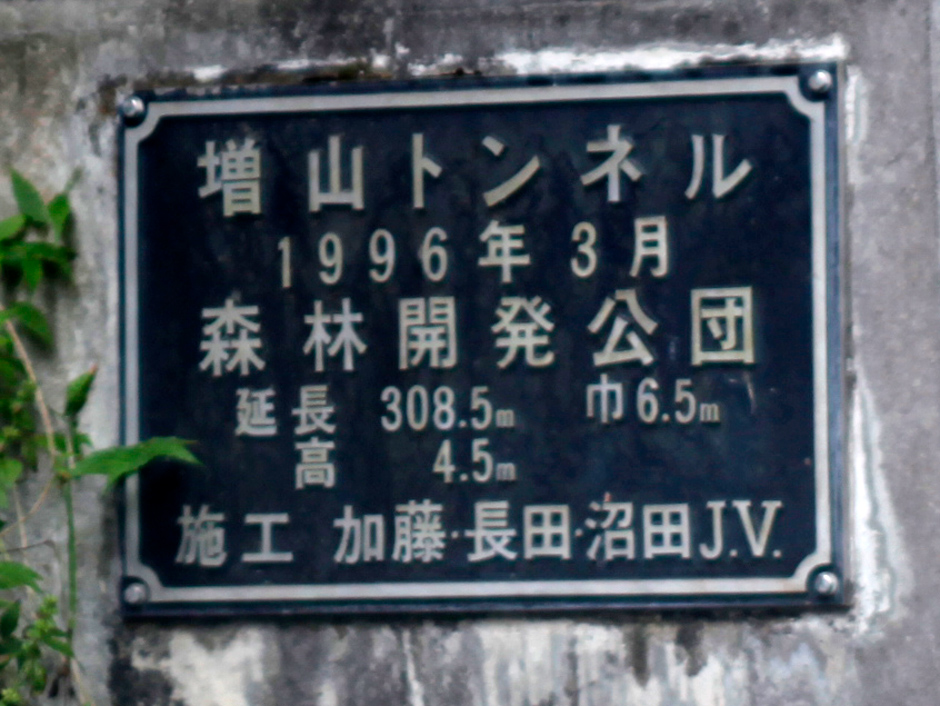 増山トンネル
1996年3月
森林開発公団
延長 308.5m 巾6.5m
高 4.5m
施工 加藤・長田・沼田J.V.